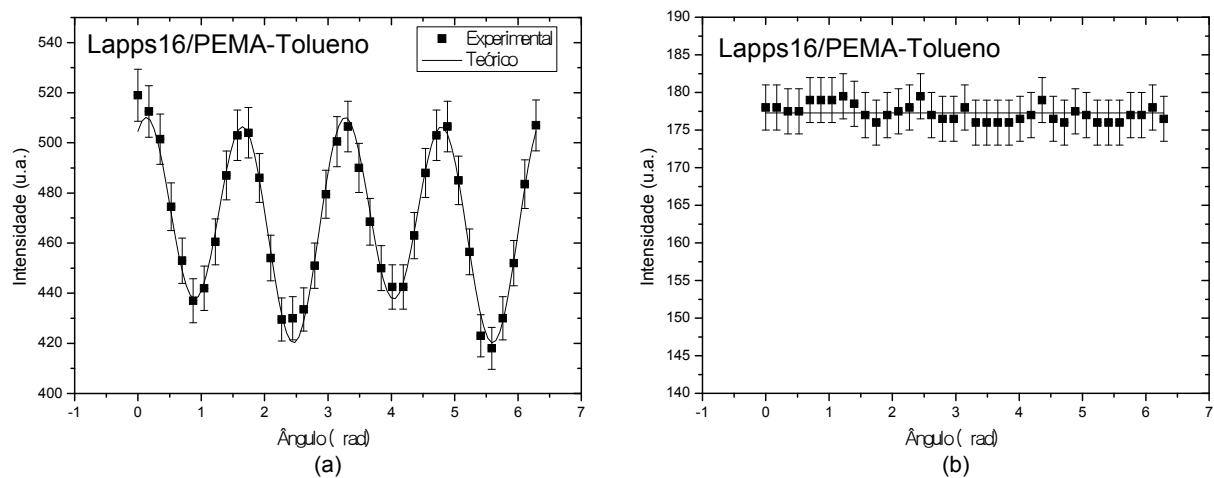 Lapps16/PEMA-Tolueno
Experimental
Teórico
540
520
500
480
460
440
420
400
Intensidade (u.a.)
-1 0 1 2 3 4 5 6 7
Ângulo ( rad)
(a)
Lapps16/PEMA-Tolueno
190
185
180
175
170
165
160
155
150
145
140
Intensidade (u.a.)
-1 0 1 2 3 4 5 6 7
Ângulo ( rad)
(b)